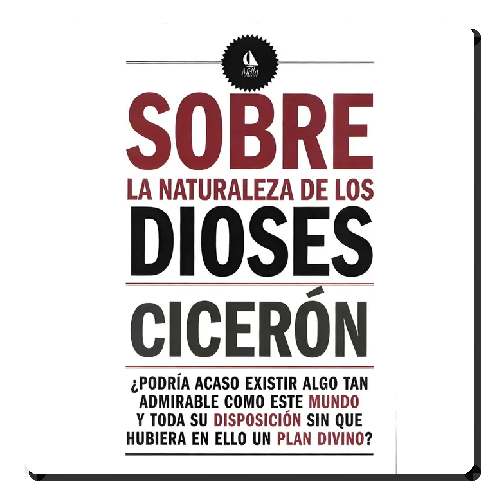 SOBRE
LA NATURALEZA DE LOS
DIOSES
CICERÓN
¿PODRÍA ACASO EXISTIR ALGO TAN
ADMIRABLE COMO ESTE MUNDO
Y TODA SU DISPOSICIÓN SIN QUE
HUBIERA EN ELLO UN PLAN DIVINO?